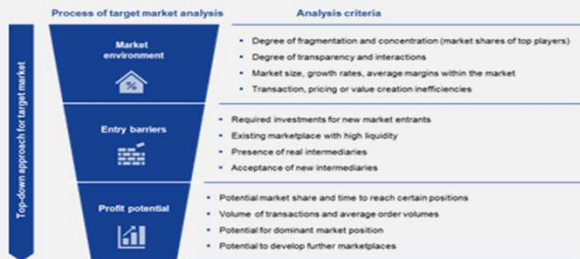 Process of target market analysis
Analysis criteria
Top-down approach for target market
Market
environment
%
• Degree of fragmentation and concentration (market shares of top players)
• Degree of transparency and interactions
• Market size, growth rates, average margins within the market
• Transaction, pricing or value creation inefficiencies
Entry barriers
• Required investments for new market entrants
• Existing marketplace with high liquidity
• Presence of real intermediaries
• Acceptance of new intermediaries
Profit potential
• Potential market share and time to reach certain positions
• Volume of transactions and average order volumes
• Potential for dominant market position
• Potential to develop further marketplaces